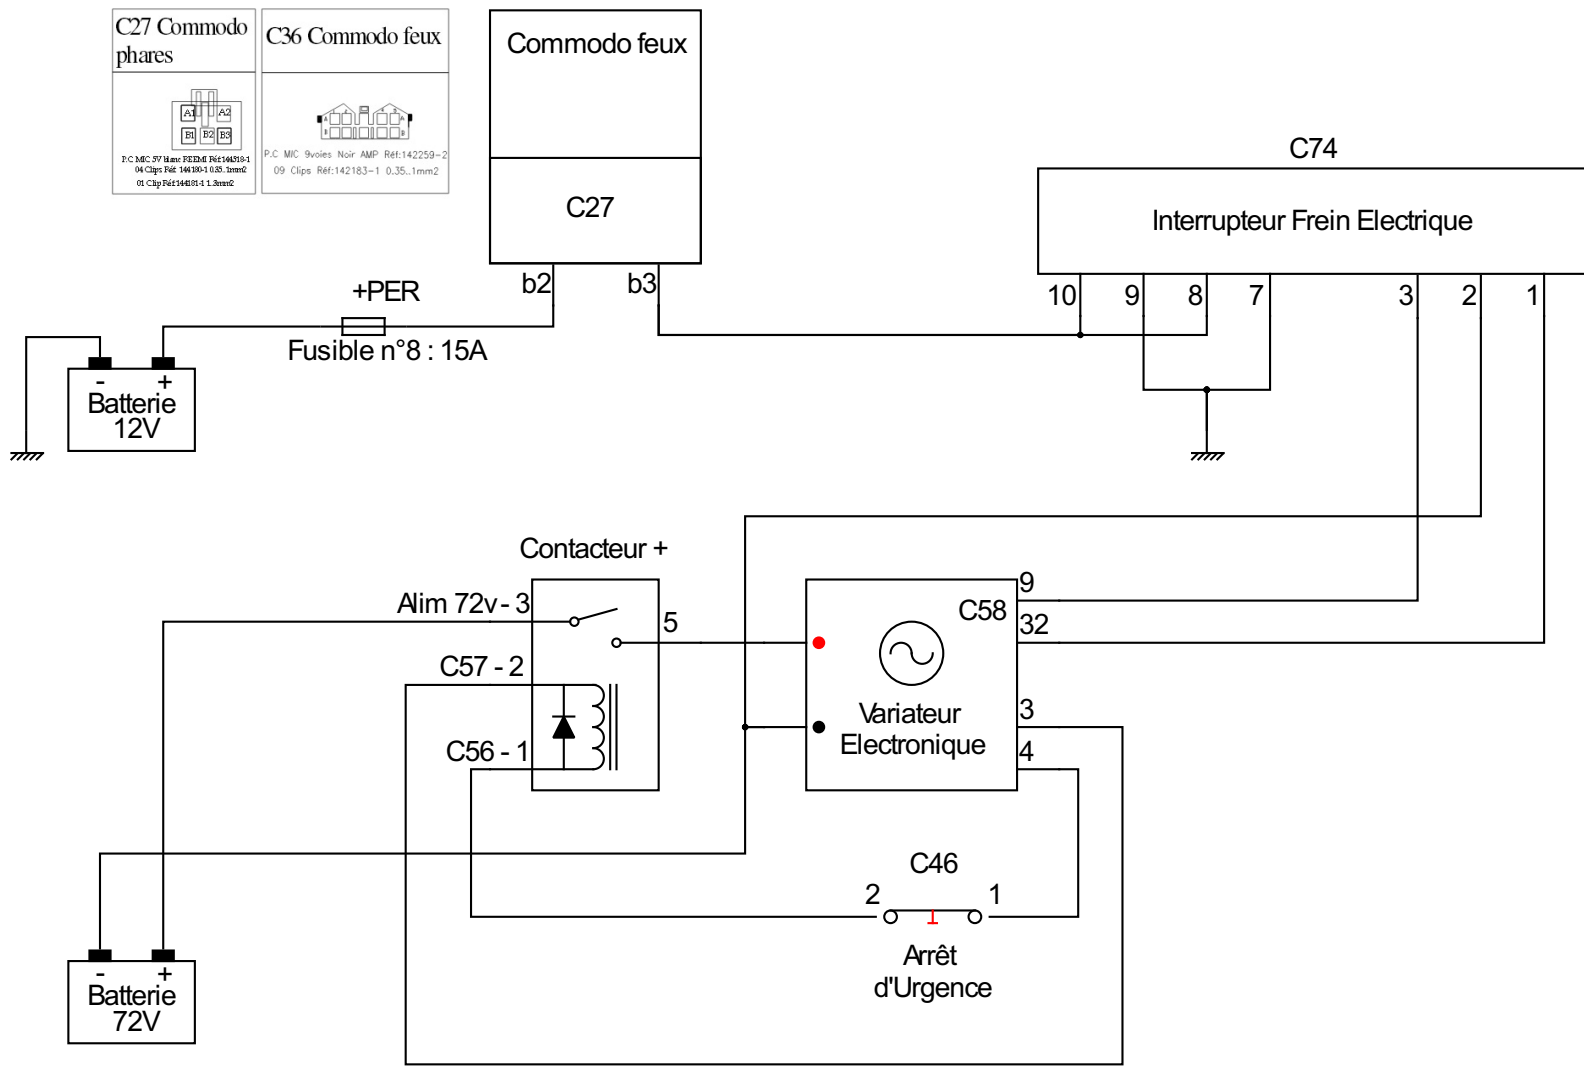 C27 Commodo
phares
A1
A2
B1
B2
B3
P.C MIC 5V blanc REEMI Réf:144518-1
04 Clips Réf: 144180-1 0.35..1mm2
01 Clip Réf:144181-1 1..3mm2
C36 Commodo feux
P.C MIC 9voies Noir AMP Réf:142259-2
09 Clips Réf:142183-1 0.35..1mm2
Commodo feux
C27
b2
b3
+PER
Fusible n°8 : 15A
- +
Batterie
12V
C74
Interrupteur Frein Electrique
10 9 8 7 3 2 1
Contacteur +
Alim 72v - 3
5
C57 - 2
C56 - 1
C58
9
32
3
4
Variateur
Electronique
C46
2 1
Arrêt
d'Urgence
- +
Batterie
72V